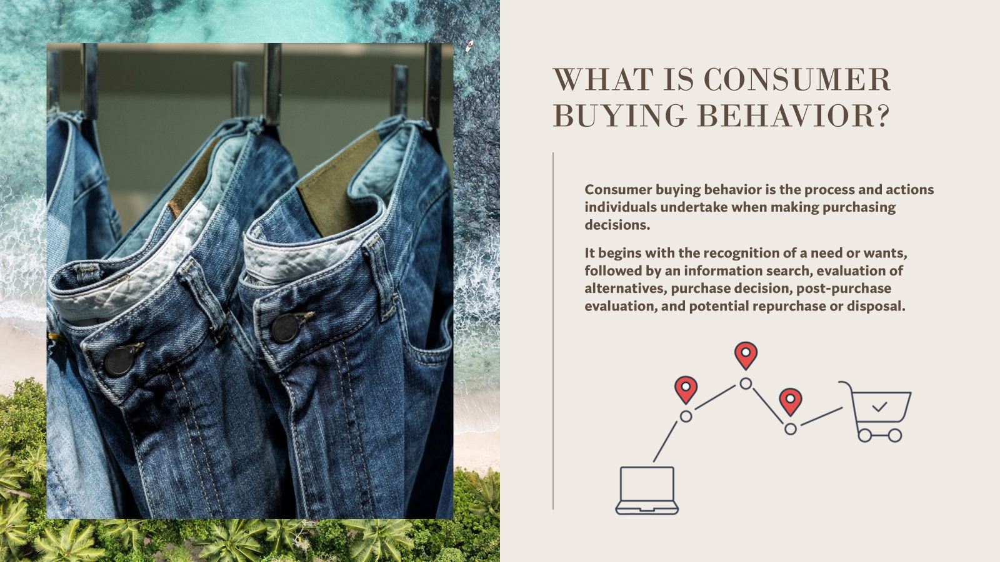 WHAT IS CONSUMER
BUYING BEHAVIOR?
Consumer buying behavior is the process and actions
individuals undertake when making purchasing
decisions.
It begins with the recognition of a need or wants,
followed by an information search, evaluation of
alternatives, purchase decision, post-purchase
evaluation, and potential repurchase or disposal.